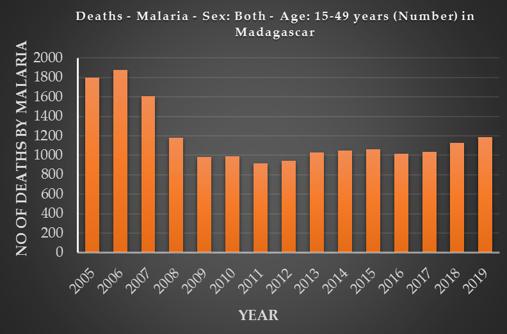 Deaths - Malaria - Sex: Both - Age: 15-49 years (Number) in
Madagascar
NO OF DEATHS BY MALARIA
2000
1800
1600
1400
1200
1000
800
600
400
200
0
2005 2006 2007 2008 2009 2010 2011 2012 2013 2014 2015 2016 2017 2018 2019
YEAR